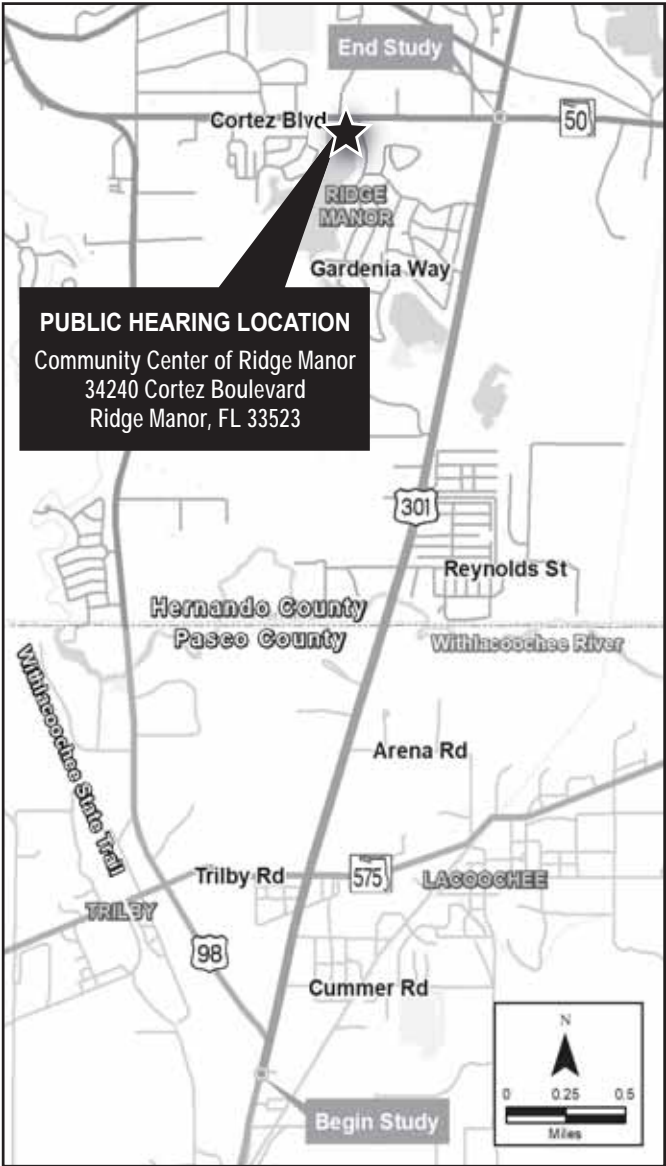 End Study
Cortez Blvd
50
RIDGE
MANOR
Gardenia Way
PUBLIC HEARING LOCATION
Community Center of Ridge Manor
34240 Cortez Boulevard
Ridge Manor, FL 33523
301
Reynolds St
Hernando County
Pasco County
Withlacoochee River
Withlacoochee State Trail
Arena Rd
Trilby Rd
575
LACOOCHEE
TRILBY
98
Cummer Rd
N
0 0.25 0.5
Miles
Begin Study